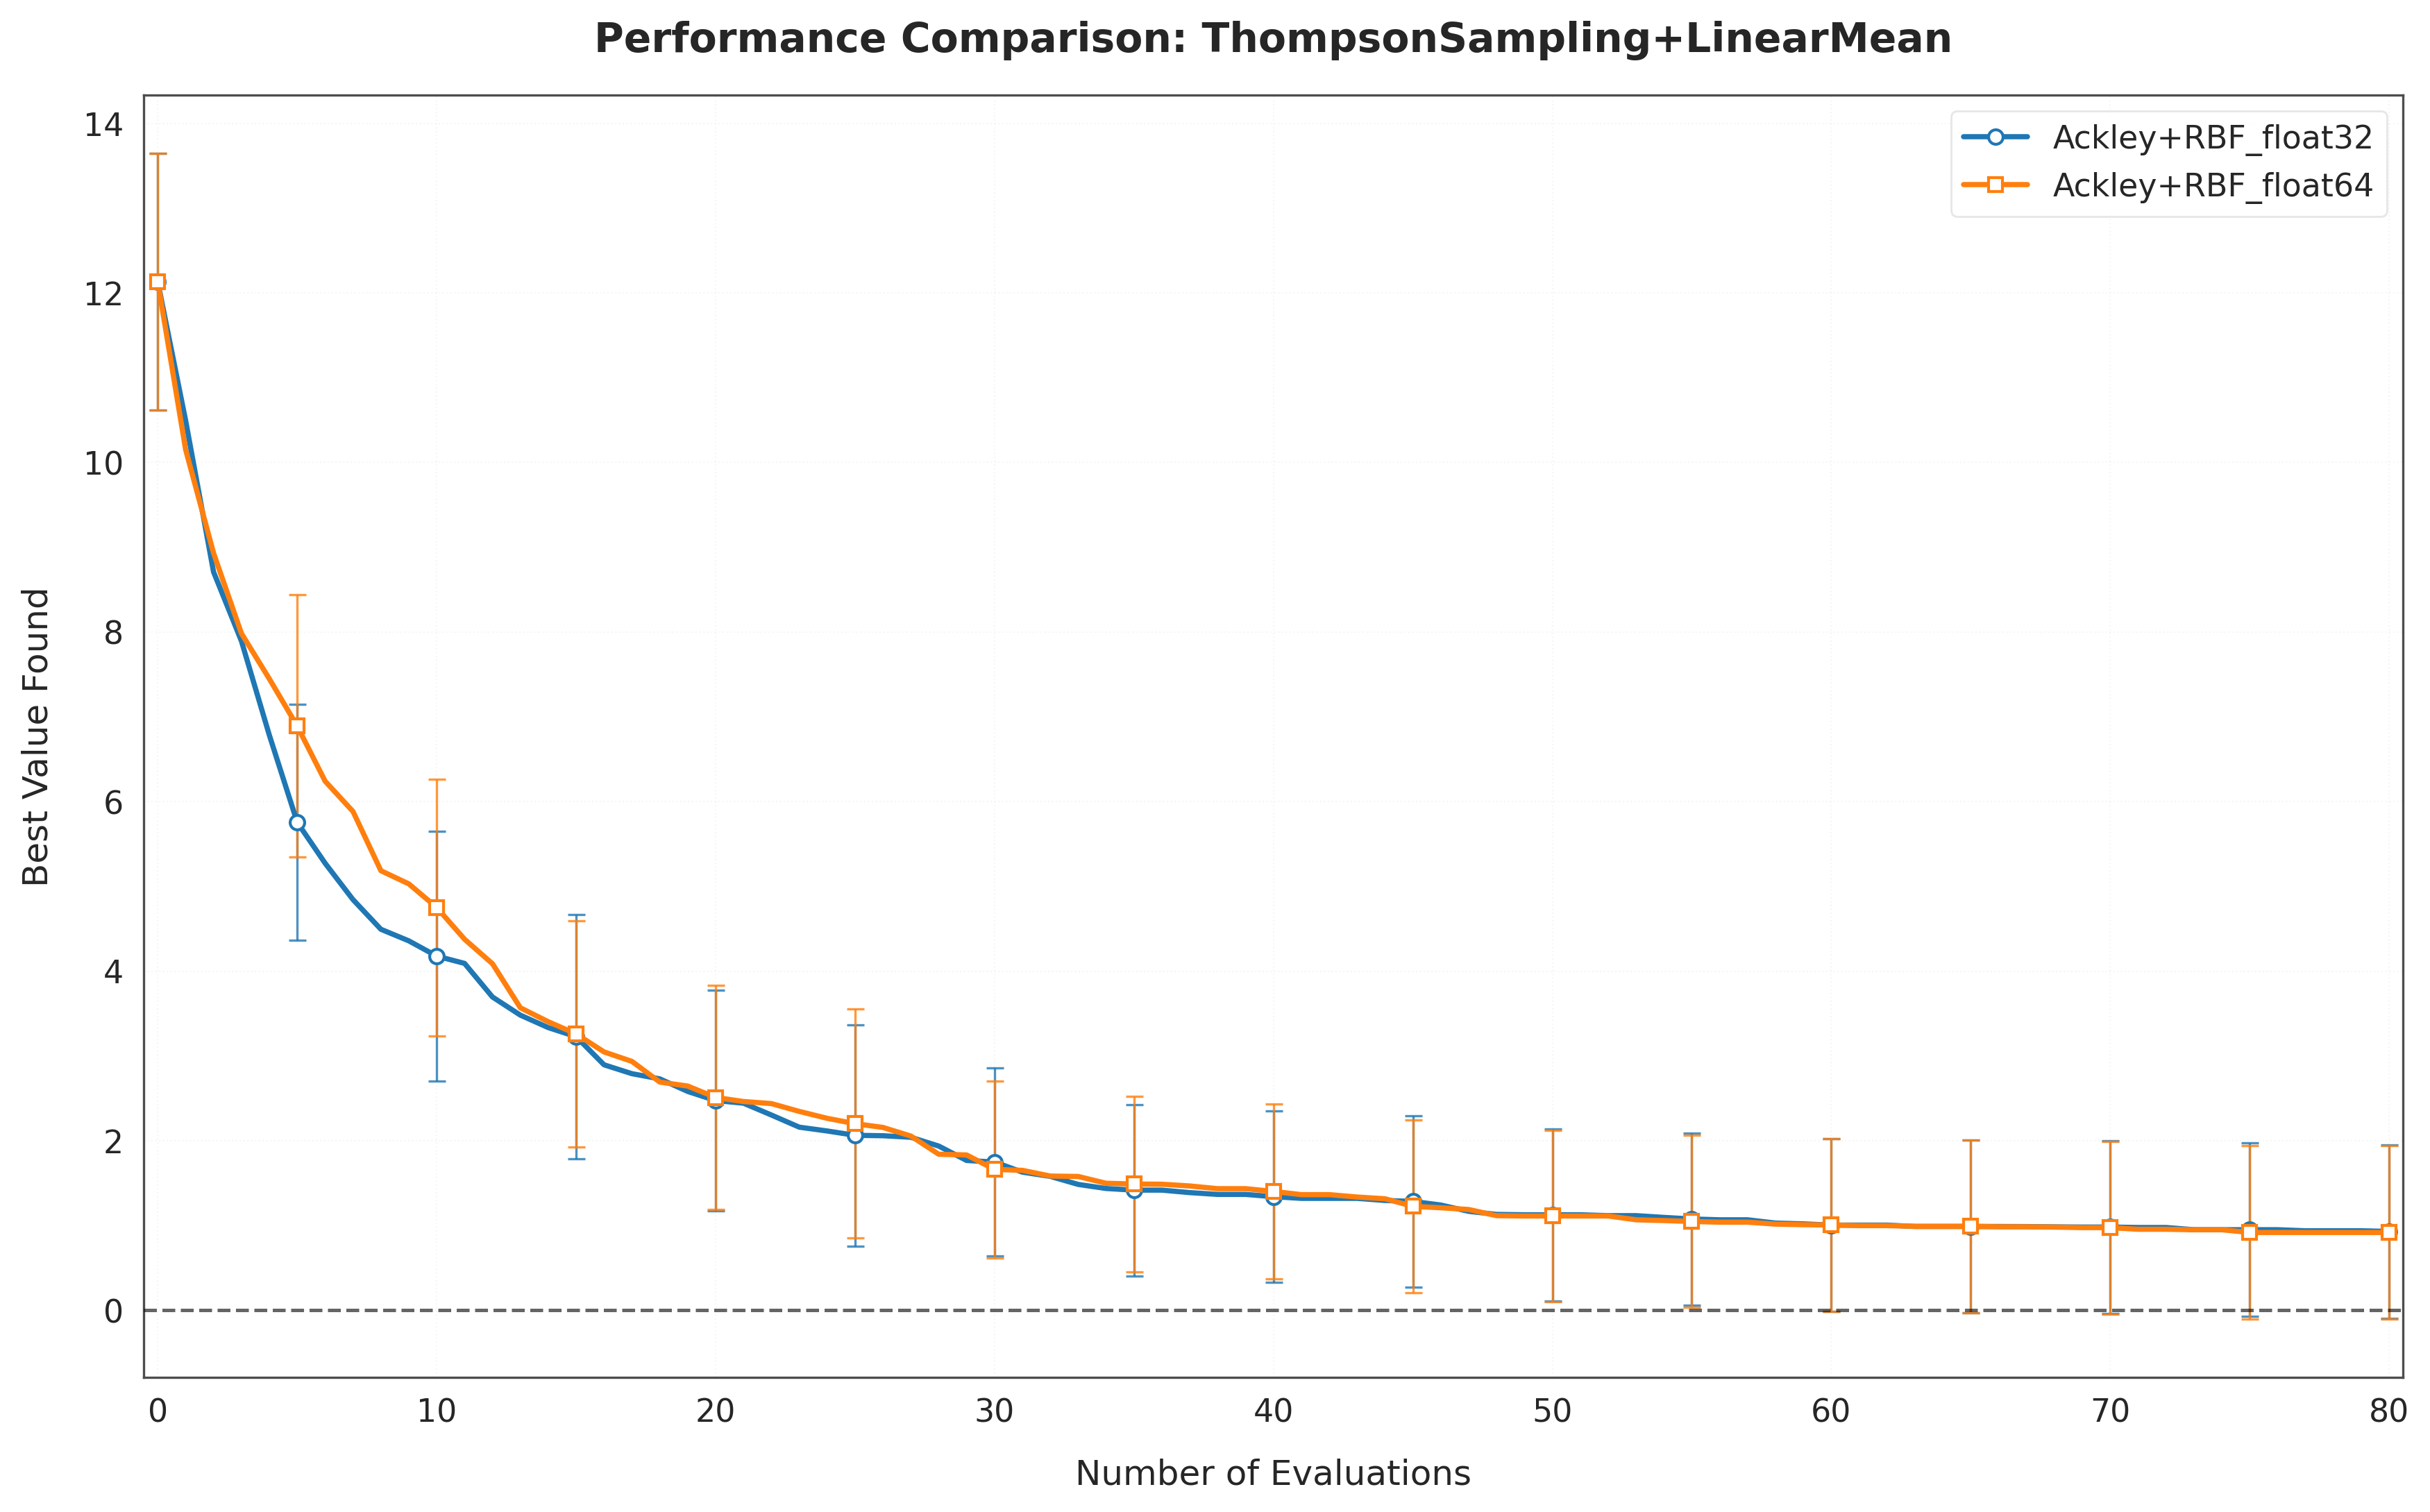 Performance Comparison: ThompsonSampling+LinearMean
Ackley+RBF_float32
Ackley+RBF_float64
Best Value Found
14
12
10
8
6
4
2
0
0 10 20 30 40 50 60 70 80
Number of Evaluations